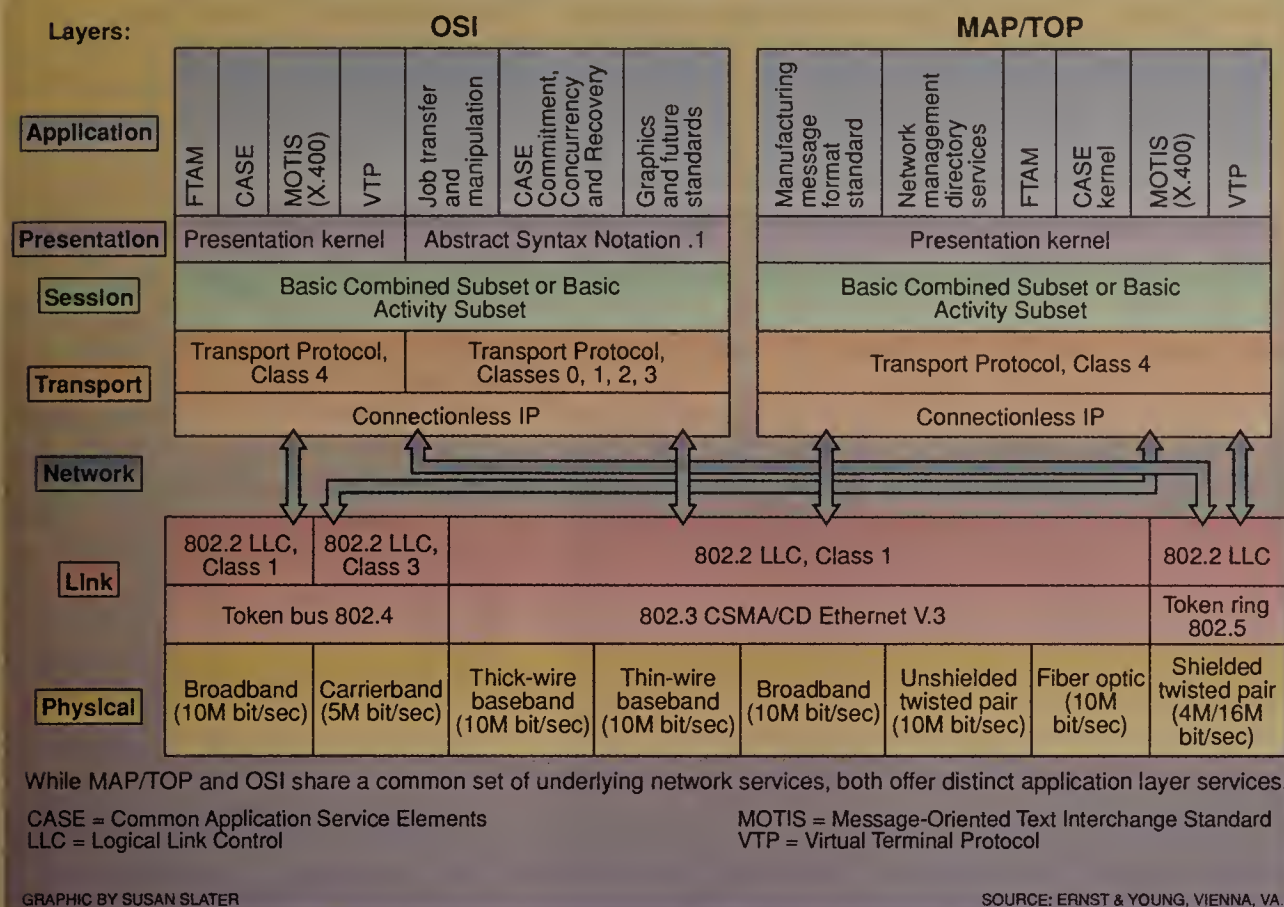 Layers:
OSI
MAP/TOP
Application
FTAM
CASE
MOTIS
(X.400)
VTP
Job transfer
and
manipulation
CASE
Commitment,
Concurrency
and Recovery
Graphics
and future
standards
Manufacturing
message
format
standard
Network
management
directory
services
FTAM
CASE
kernel
MOTIS
(X.400)
VTP
Presentation
Presentation kernel
Abstract Syntax Notation .1
Presentation kernel
Session
Basic Combined Subset or Basic
Activity Subset
Basic Combined Subset or Basic
Activity Subset
Transport
Transport Protocol,
Class 4
Transport Protocol,
Classes 0, 1, 2, 3
Transport Protocol, Class 4
Connectionless IP
Connectionless IP
Network
Link
802.2 LLC,
Class 1
802.2 LLC,
Class 3
802.2 LLC, Class 1
802.2 LLC
Token bus 802.4
802.3 CSMA/CD Ethernet V.3
Token ring
802.5
Physical
Broadband
(10M bit/sec)
Carrierband
(5M bit/sec)
Thick-wire
baseband
(10M bit/sec)
Thin-wire
baseband
(10M bit/sec)
Broadband
(10M bit/sec)
Unshielded
twisted pair
(10M bit/sec)
Fiber optic
(10M
bit/sec)
Shielded
twisted pair
(4M/16M
bit/sec)
While MAP/TOP and OSI share a common set of underlying network services, both offer distinct application layer services.
CASE = Common Application Service Elements
LLC = Logical Link Control
MOTIS = Message-Oriented Text Interchange Standard
VTP = Virtual Terminal Protocol
GRAPHIC BY SUSAN SLATER
SOURCE: ERNST & YOUNG, VIENNA, VA.